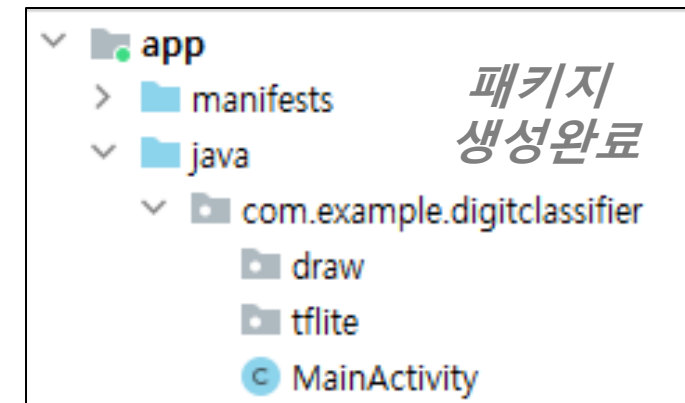 app
manifests
java
com.example.digitclassifier
draw
tflite
C MainActivity
패키지
생성완료